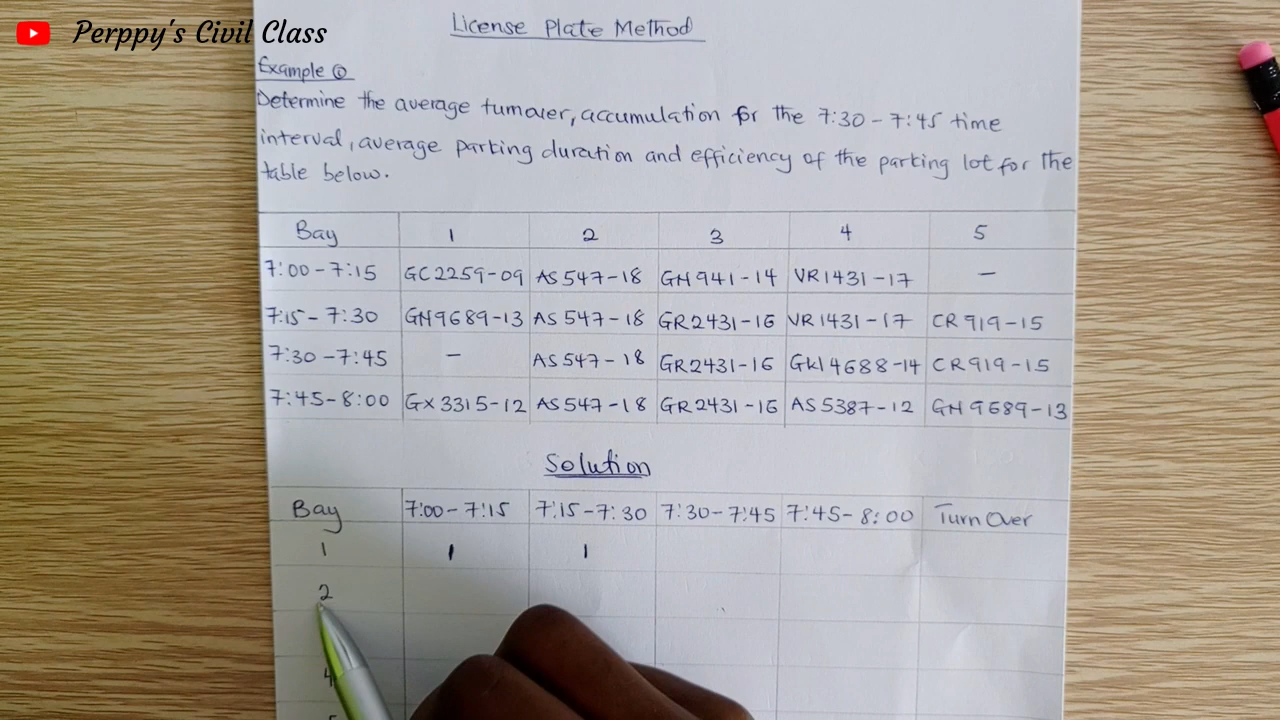 Perppy's Civil Class
License Plate Method
Example ①
Determine the average turnover, accumulation for the 7:30 - 7:45 time
interval, average parking duration and efficiency of the parking lot for the
table below.
Bay 1 2 3 4 5
7:00 - 7:15 GC2259-09 AS547-18 GN941-14 VR1431-17 -
7:15 - 7:30 GN9689-13 AS547-18 GR2431-16 VR1431-17 CR919-15
7:30 - 7:45 - AS547-18 GR2431-16 GK14688-14 CR919-15
7:45 - 8:00 GX3315-12 AS547-18 GR2431-16 AS5387-12 GN9689-13
Solution
Bay 7:00 - 7:15 7:15 - 7:30 7:30 - 7:45 7:45 - 8:00 Turn Over
1 1 1
2
4